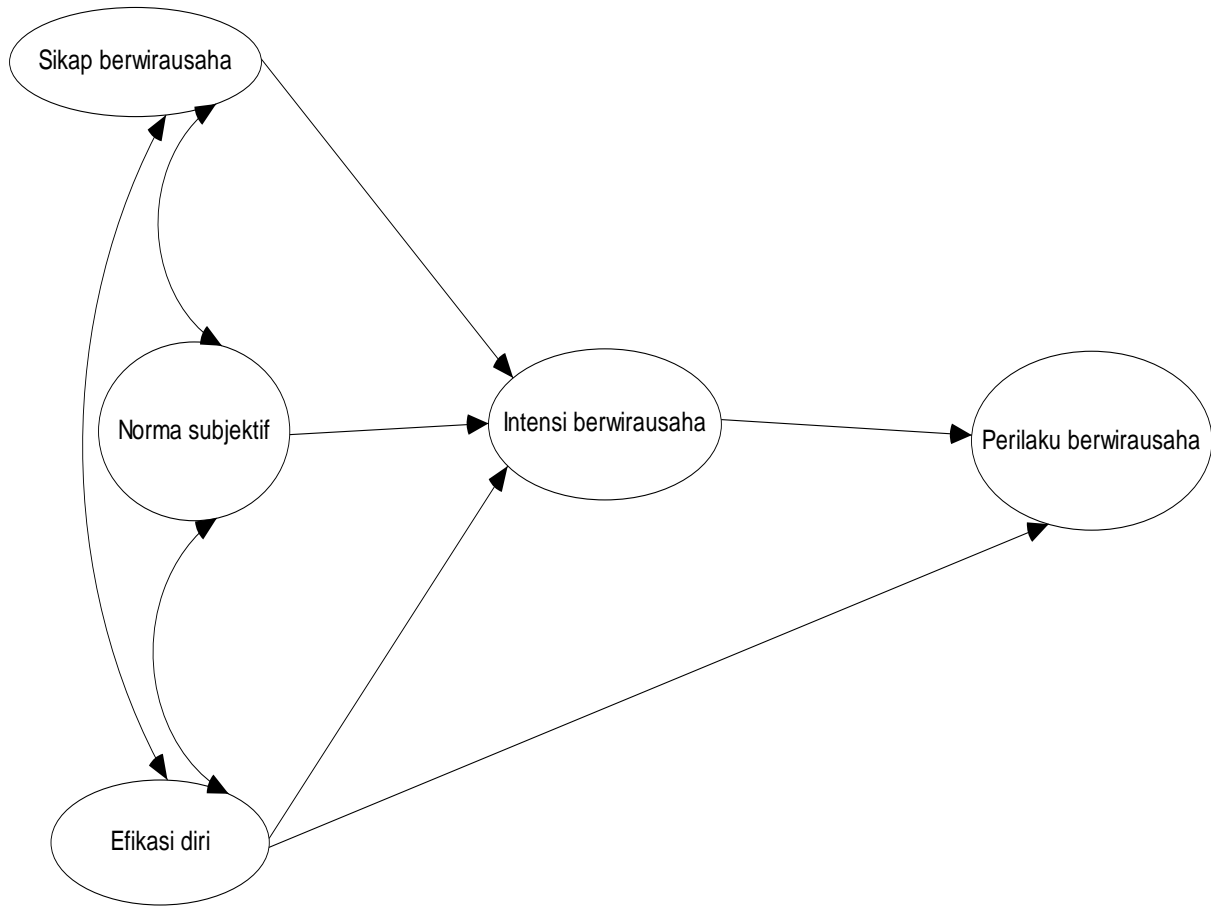 Sikap berwirausaha
Norma subjektif
Intensi berwirausaha
Perilaku berwirausaha
Efikasi diri